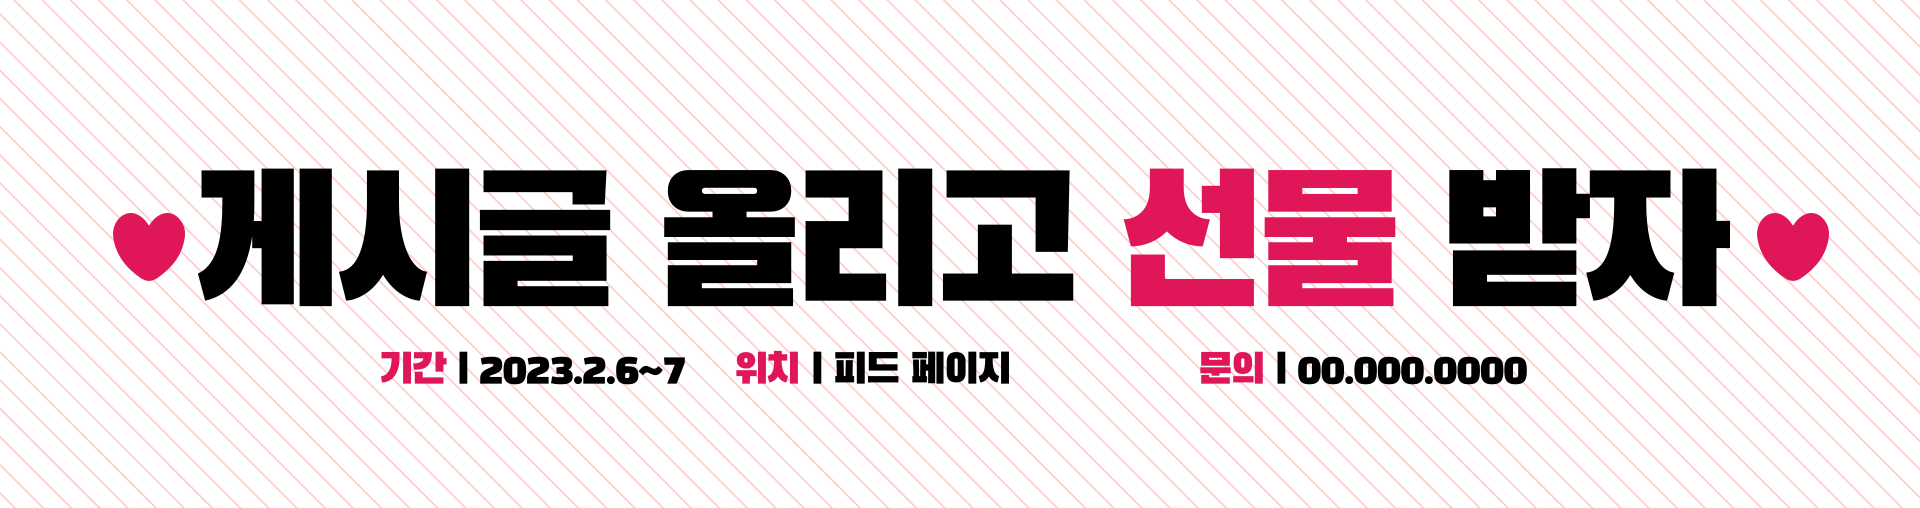 게시글 올리고 선물 받자
기간 | 2023.2.6~7 위치 | 피드 페이지 문의 | 00.000.0000